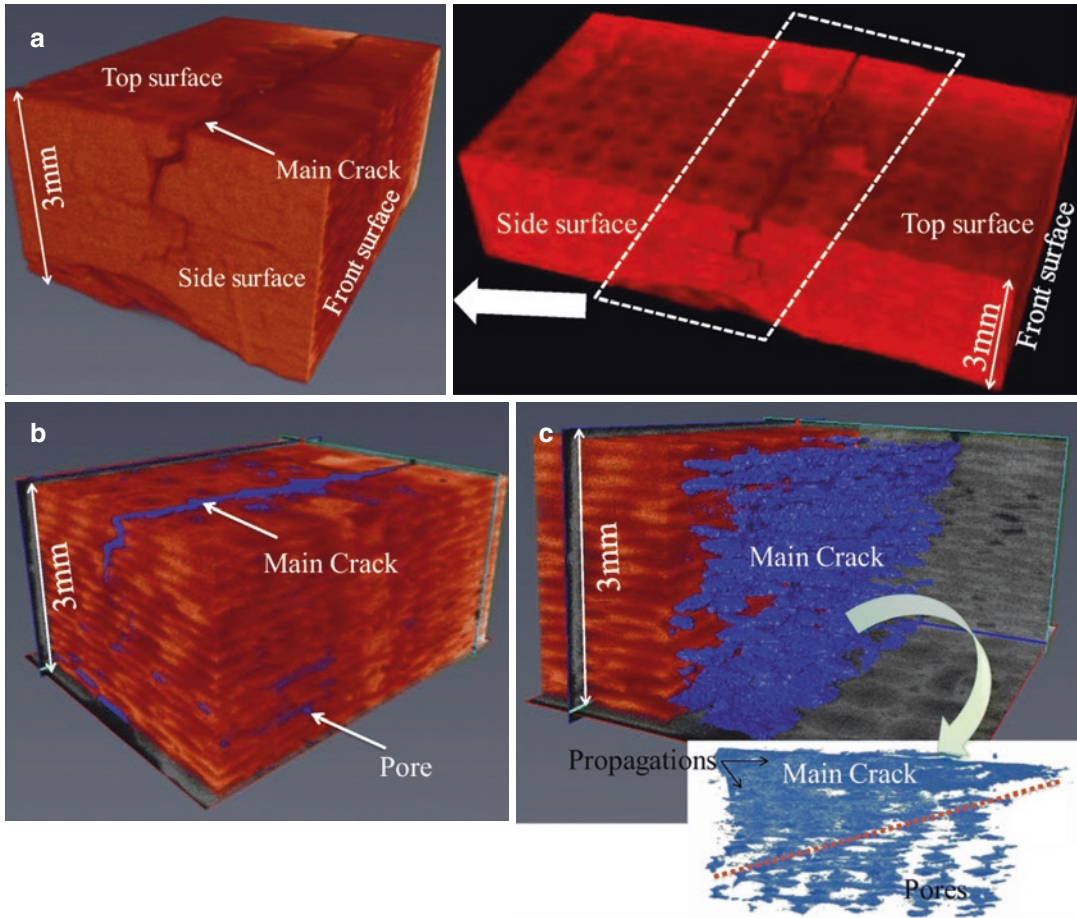 a
Top surface
Main Crack
3mm
Side surface
Front surface
Side surface
Top surface
3mm
Front surface
b
3mm
Main Crack
Pore
c
3mm
Main Crack
Propagations
Main Crack
Pores